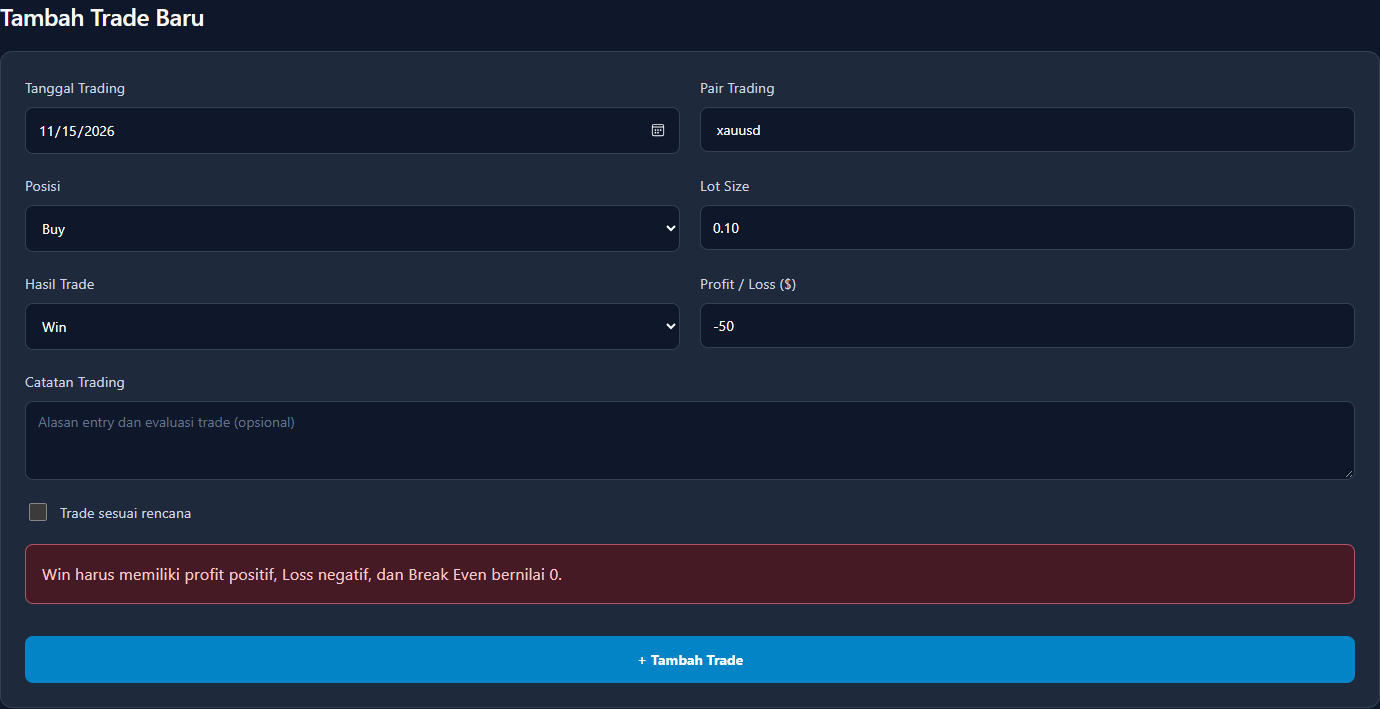 Tambah Trade Baru
Tanggal Trading
Pair Trading
11/15/2026
xauusd
Posisi
Lot Size
Buy
0.10
Hasil Trade
Profit / Loss ($)
Win
-50
Catatan Trading
Alasan entry dan evaluasi trade (opsional)
Trade sesuai rencana
Win harus memiliki profit positif, Loss negatif, dan Break Even bernilai 0.
+ Tambah Trade